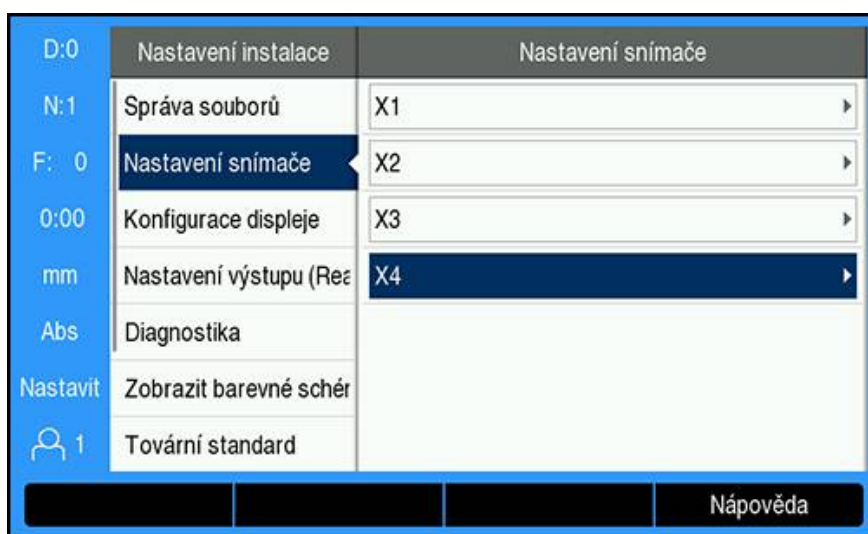 D:0
Nastavení instalace
Nastavení snímače
N:1
Správa souborů
X1
F: 0
Nastavení snímače
X2
0:00
Konfigurace displeje
X3
mm
Nastavení výstupu (Rea
X4
Abs
Diagnostika
Nastavit
Zobrazit barevné schér
1
Tovární standard
Nápověda